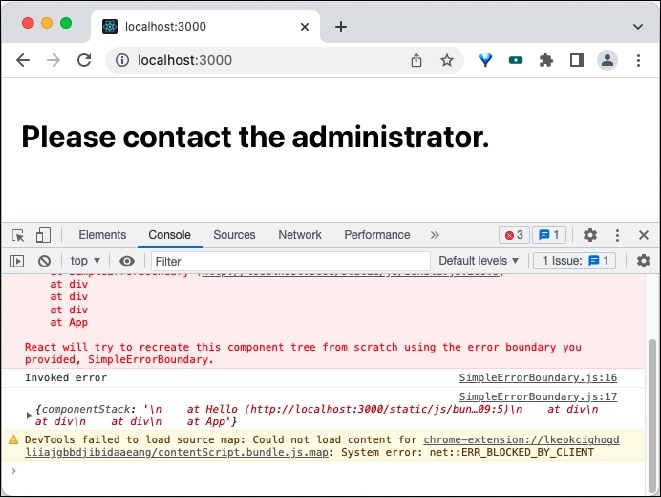 localhost:3000
localhost:3000
Please contact the administrator.
Elements Console Sources Network Performance » 3 1
top ▼ Filter Default levels ▼ 1 Issue: 1
at div
at div
at div
at App
React will try to recreate this component tree from scratch using the error boundary you
provided, SimpleErrorBoundary.
Invoked error SimpleErrorBoundary.js:16
SimpleErrorBoundary.js:17
{componentStack: '\n    at Hello (http://localhost:3000/static/js/bun…09:5)\n    at div\n
at div\n    at div\n    at App'}
DevTools failed to load source map: Could not load content for chrome-extension://lkeokcighogd
liiajgbbdjibidaaeang/contentScript.bundle.js.map: System error: net::ERR_BLOCKED_BY_CLIENT